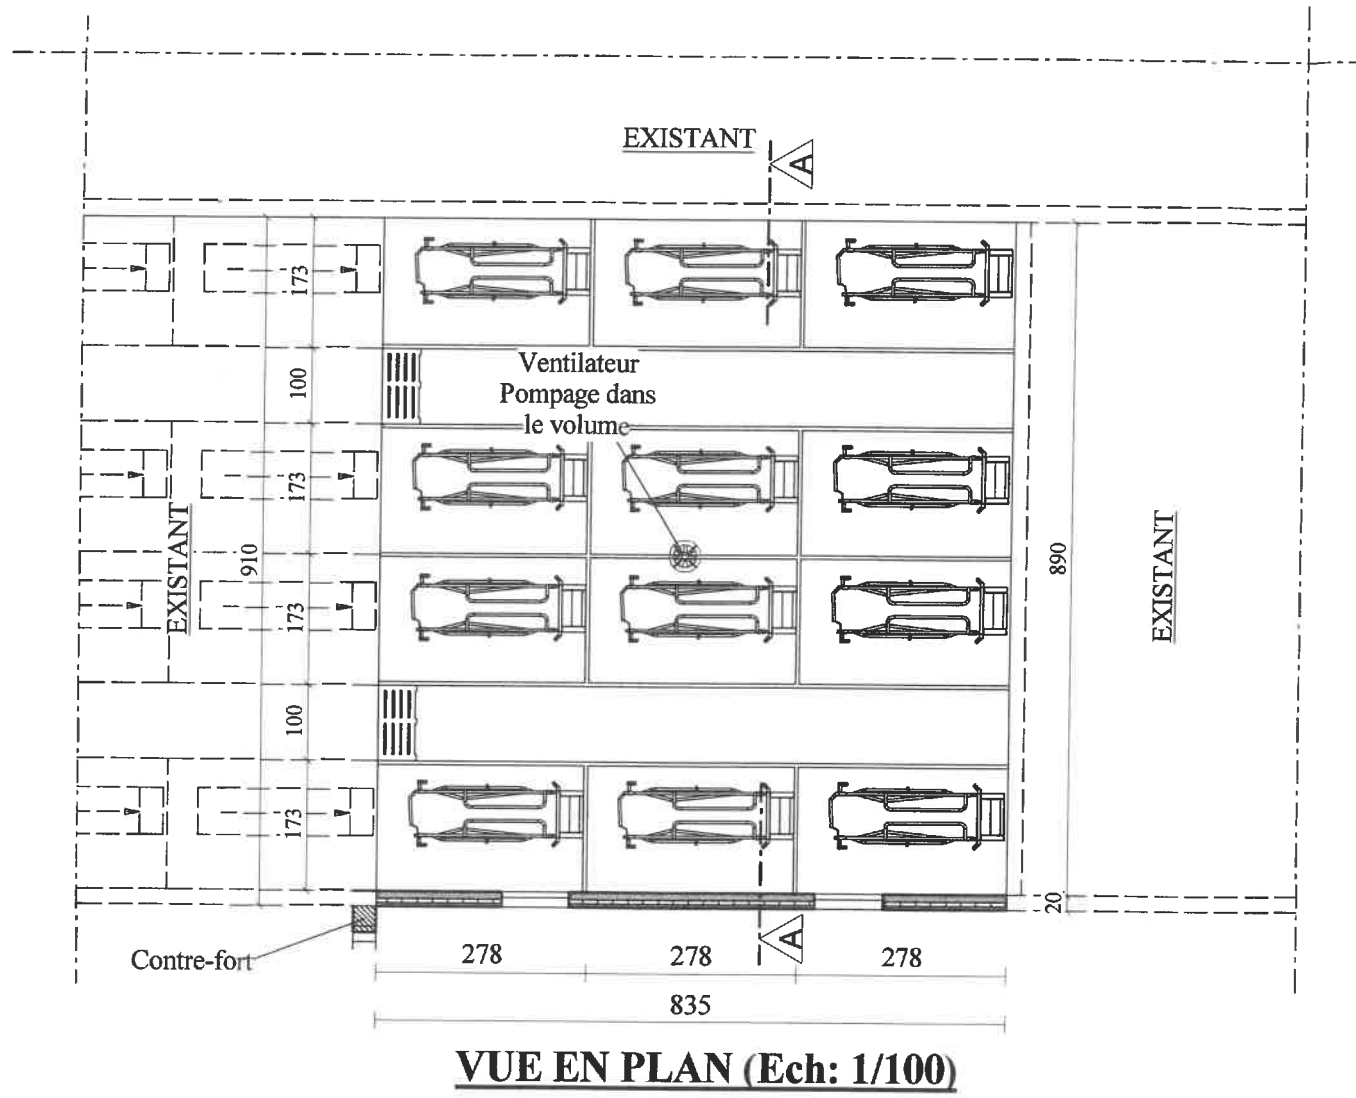 EXISTANT
A
173
100
Ventilateur
Pompage dans
le volume
173
EXISTANT
910
173
100
173
890
EXISTANT
20
A
Contre-fort
278
278
278
835
VUE EN PLAN (Ech: 1/100)